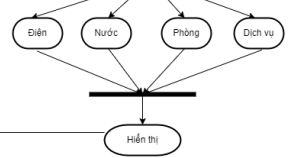 Điện
Nước
Phòng
Dịch vụ
Hiển thị